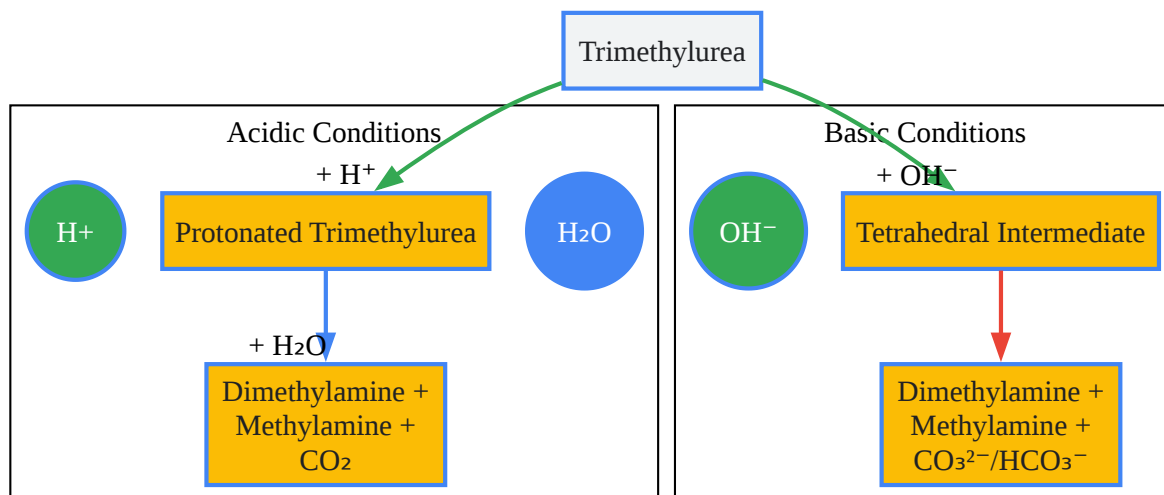 Trimethylurea
Acidic Conditions
+ H⁺
H+
Protonated Trimethylurea
H₂O
+ H₂O
Dimethylamine +
Methylamine +
CO₂
Basic Conditions
+ OH⁻
OH⁻
Tetrahedral Intermediate
Dimethylamine +
Methylamine +
CO₃²⁻/HCO₃⁻